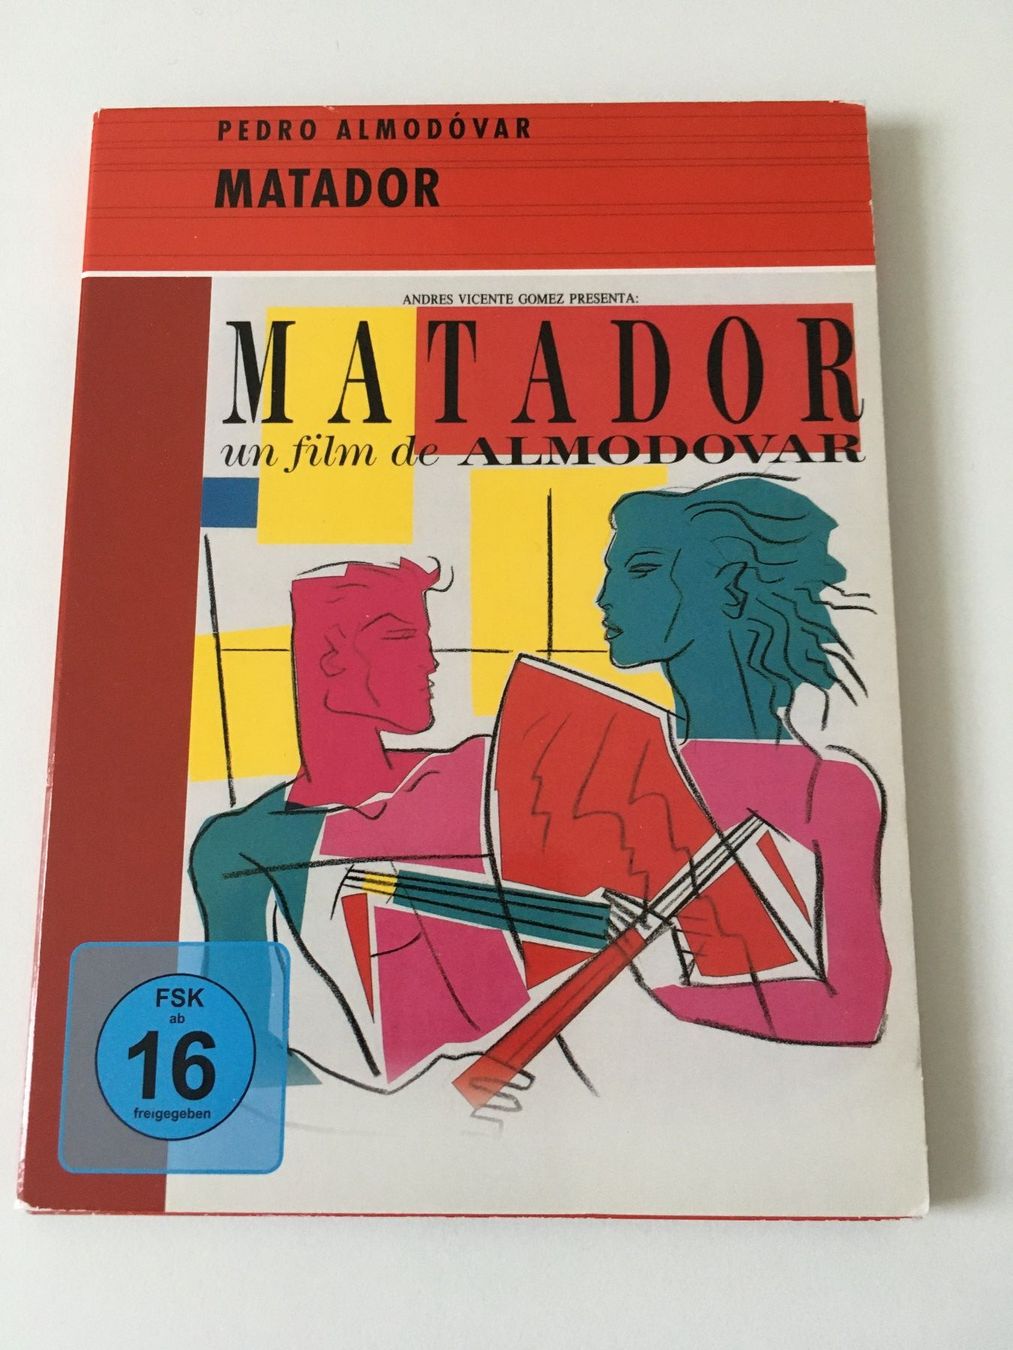 PEDRO ALMODÓVAR
MATADOR
ANDRES VICENTE GOMEZ PRESENTA:
MATADOR
un film de ALMODOVAR
FSK
ab
16
freigegeben